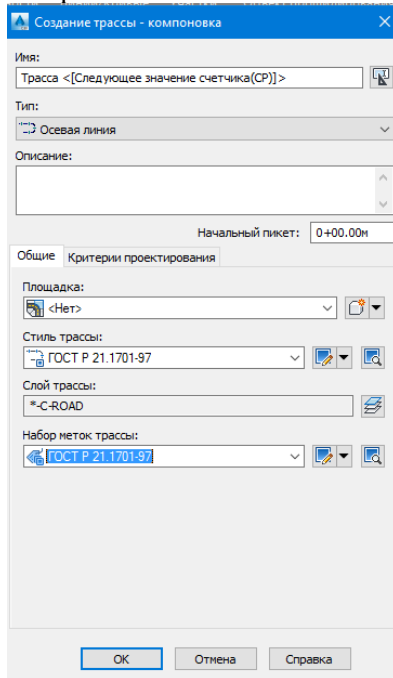 Создание трассы - компоновка
Имя:
Трасса <[Следующее значение счетчика(CP)]>
Тип:
Осевая линия
Описание:
Начальный пикет: 0+00.00м
Общие Критерии проектирования
Площадка:
<Нет>
Стиль трассы:
ГОСТ Р 21.1701-97
Слой трассы:
*-C-ROAD
Набор меток трассы:
ГОСТ Р 21.1701-97
ОК Отмена Справка